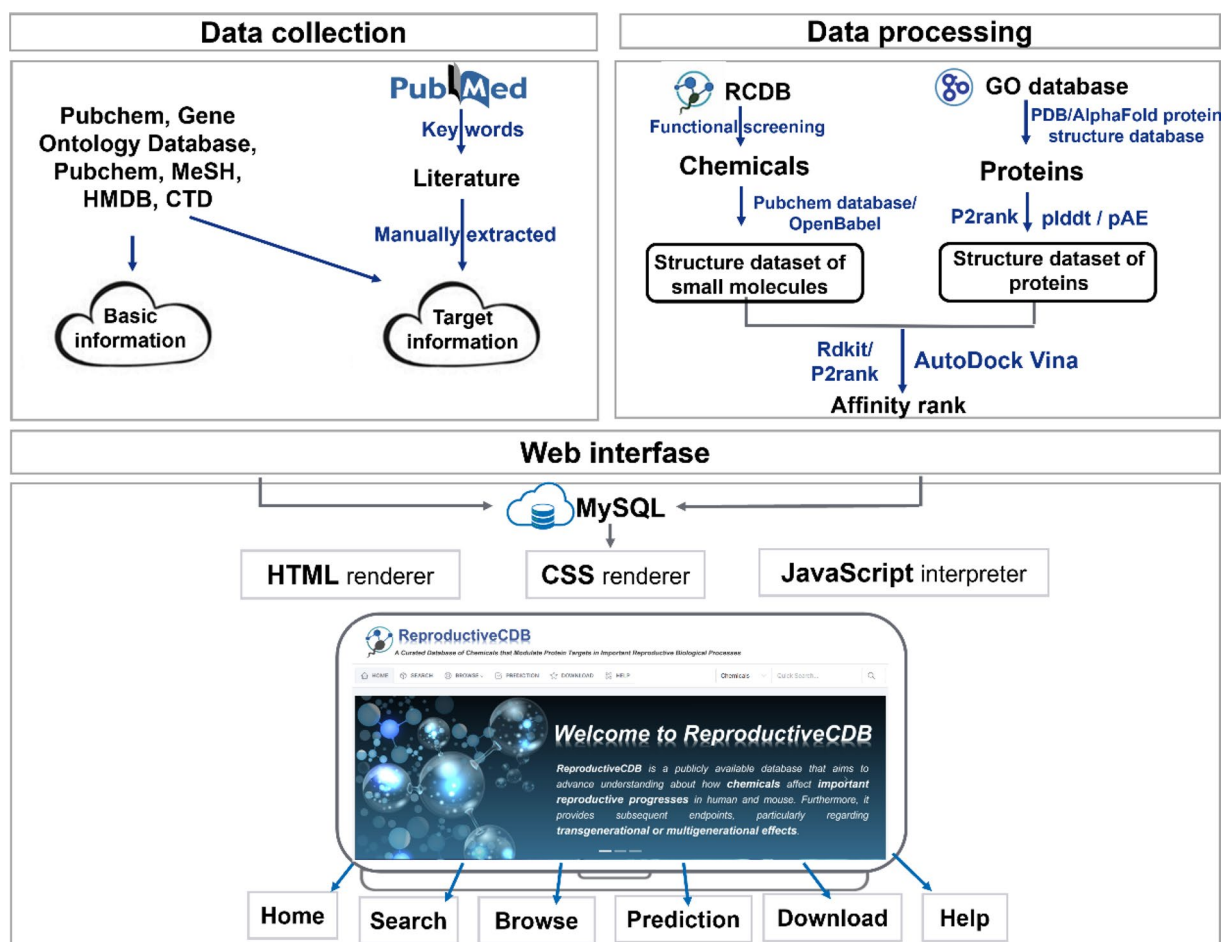 Data collection
Pubchem, Gene
Ontology Database,
Pubchem, MeSH,
HMDB, CTD
PubMed
Key words
Literature
Manually extracted
Basic
information
Target
information
Data processing
RCDB
Functional screening
Chemicals
Pubchem database/
OpenBabel
Structure dataset of
small molecules
GO database
PDB/AlphaFold protein
structure database
Proteins
P2rank
plddt / pAE
Structure dataset of
proteins
Rdkit/
P2rank
AutoDock Vina
Affinity rank
Web interfase
MySQL
HTML renderer
CSS renderer
JavaScript interpreter
ReproductiveCDB
A Curated Database of Chemicals that Modulate Protein Targets in Important Reproductive Biological Processes
HOME SEARCH BROWSE PREDICTION DOWNLOAD HELP Chemicals Quick Search...
Welcome to ReproductiveCDB
ReproductiveCDB is a publicly available database that aims to
advance understanding about how chemicals affect important
reproductive progresses in human and mouse. Furthermore, it
provides subsequent endpoints, particularly regarding
transgenerational or multigenerational effects.
Home
Search
Browse
Prediction
Download
Help